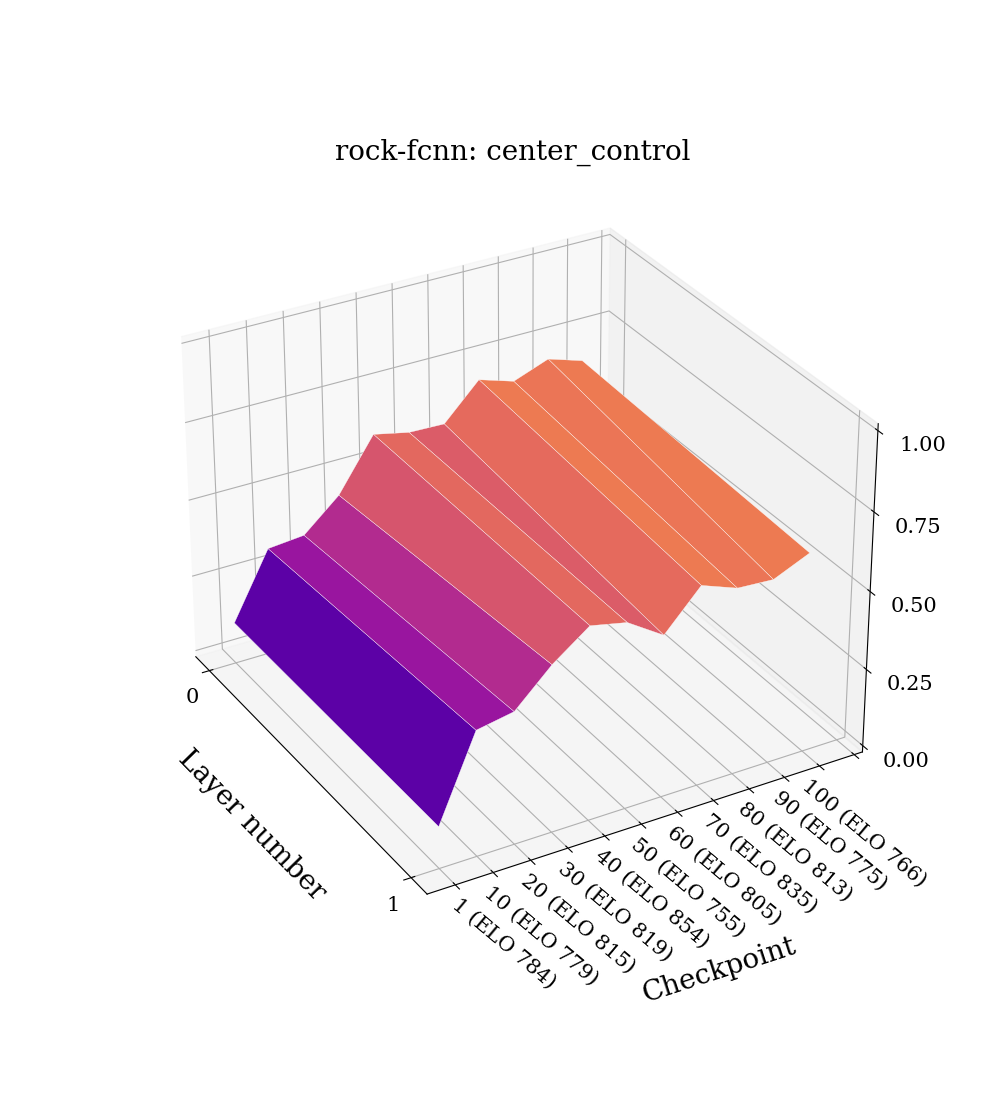 rock-fcnn: center_control
1.00
0.75
0.50
0.25
0.00
0
1
Layer number
1 (ELO 784)
10 (ELO 779)
20 (ELO 815)
30 (ELO 819)
40 (ELO 854)
50 (ELO 755)
60 (ELO 805)
70 (ELO 835)
80 (ELO 813)
90 (ELO 775)
100 (ELO 766)
Checkpoint